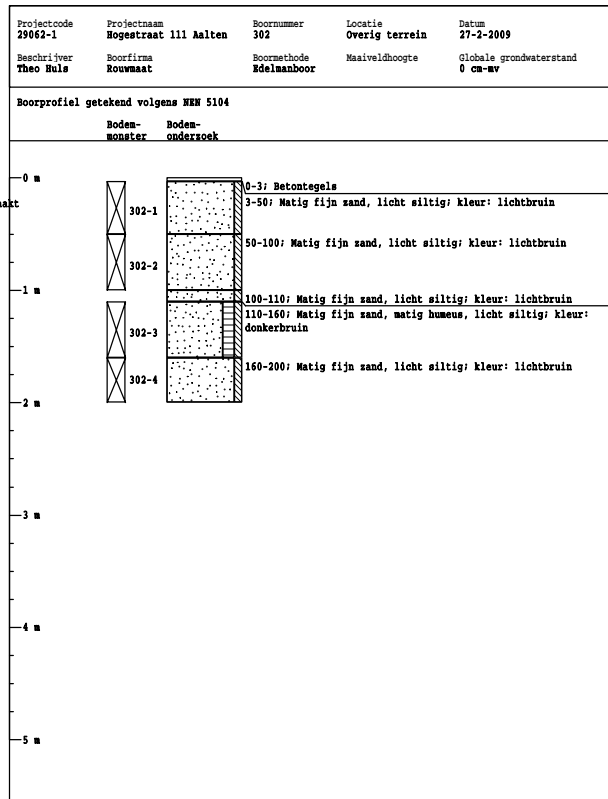 Projectcode Projectnaam Boornummer Locatie Datum
29062-1 Hogestraat 111 Aalten 302 Overig terrein 27-2-2009
Beschrijver Boorfirma Boormethode Maaiveldhoogte Globale grondwaterstand
Theo Huls Rouwmaat Edelmanboor 0 cm-mv
Boorprofiel getekend volgens NEN 5104
Bodem- Bodem-
monster onderzoek
0 m
0-3; Betontegels
akt
302-1
3-50; Matig fijn zand, licht siltig; kleur: lichtbruin
50-100; Matig fijn zand, licht siltig; kleur: lichtbruin
302-2
1 m
100-110; Matig fijn zand, licht siltig; kleur: lichtbruin
110-160; Matig fijn zand, matig humeus, licht siltig; kleur:
donkerbruin
302-3
160-200; Matig fijn zand, licht siltig; kleur: lichtbruin
302-4
2 m
3 m
4 m
5 m